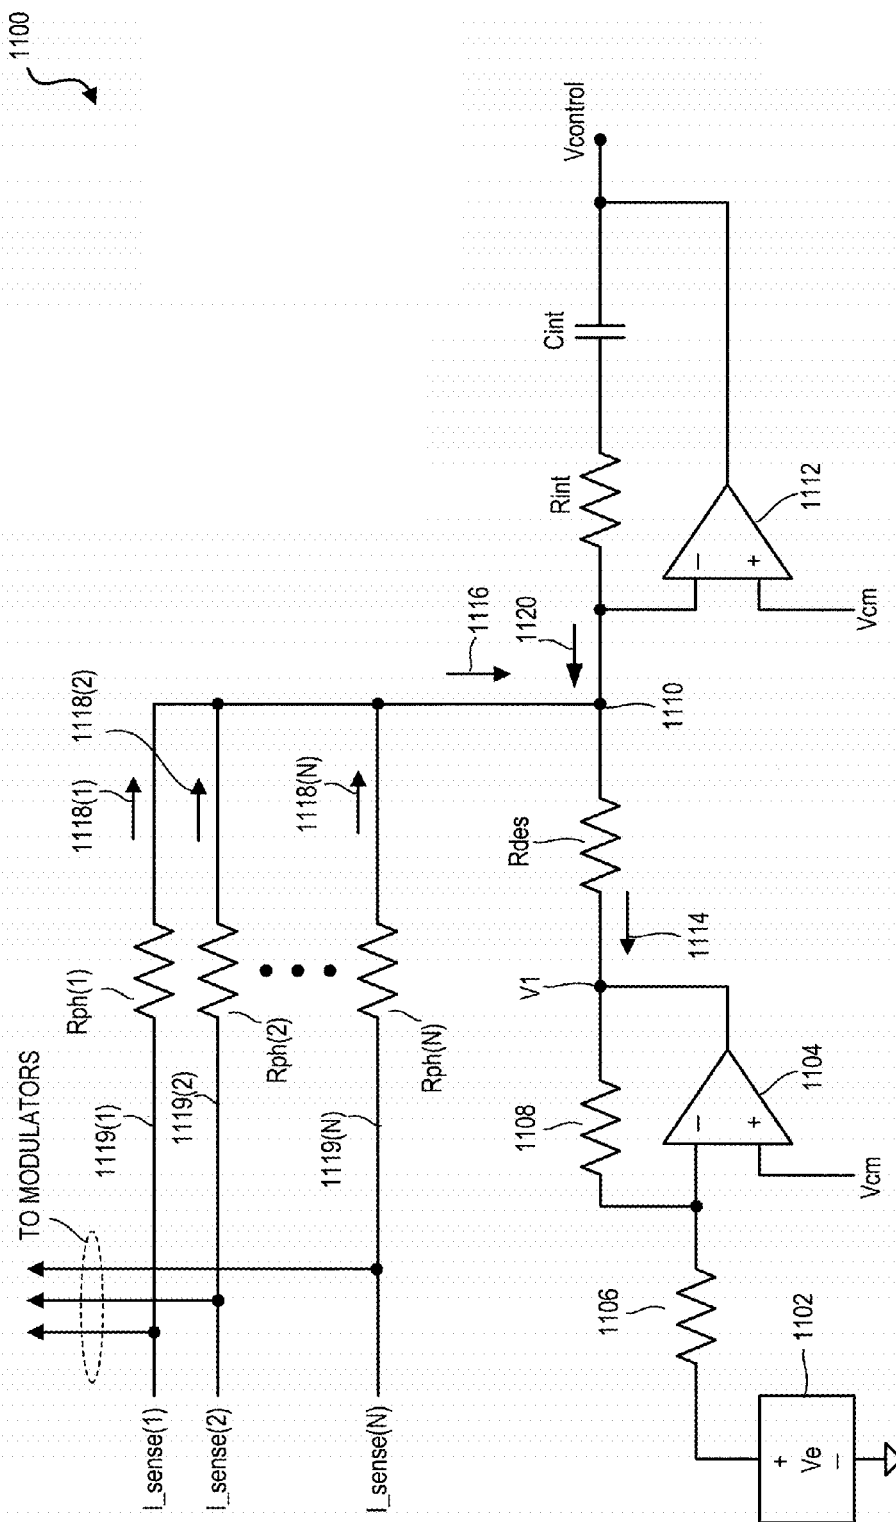 1100
TO MODULATORS
I_sense(1)
1119(1)
Rph(1)
1118(1)
1118(2)
I_sense(2)
1119(2)
Rph(2)
I_sense(N)
1119(N)
Rph(N)
1118(N)
1116
1120
1110
Rdes
1114
V1
1108
1106
Ve
+
−
1102
−
+
1104
Vcm
Rint
Cint
Vcontrol
−
+
1112
Vcm